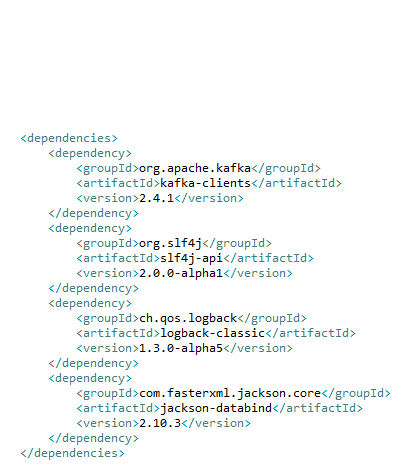 <dependencies>
    <dependency>
        <groupId>org.apache.kafka</groupId>
        <artifactId>kafka-clients</artifactId>
        <version>2.4.1</version>
    </dependency>
    <dependency>
        <groupId>org.slf4j</groupId>
        <artifactId>slf4j-api</artifactId>
        <version>2.0.0-alpha1</version>
    </dependency>
    <dependency>
        <groupId>ch.qos.logback</groupId>
        <artifactId>logback-classic</artifactId>
        <version>1.3.0-alpha5</version>
    </dependency>
    <dependency>
        <groupId>com.fasterxml.jackson.core</groupId>
        <artifactId>jackson-databind</artifactId>
        <version>2.10.3</version>
    </dependency>
</dependencies>